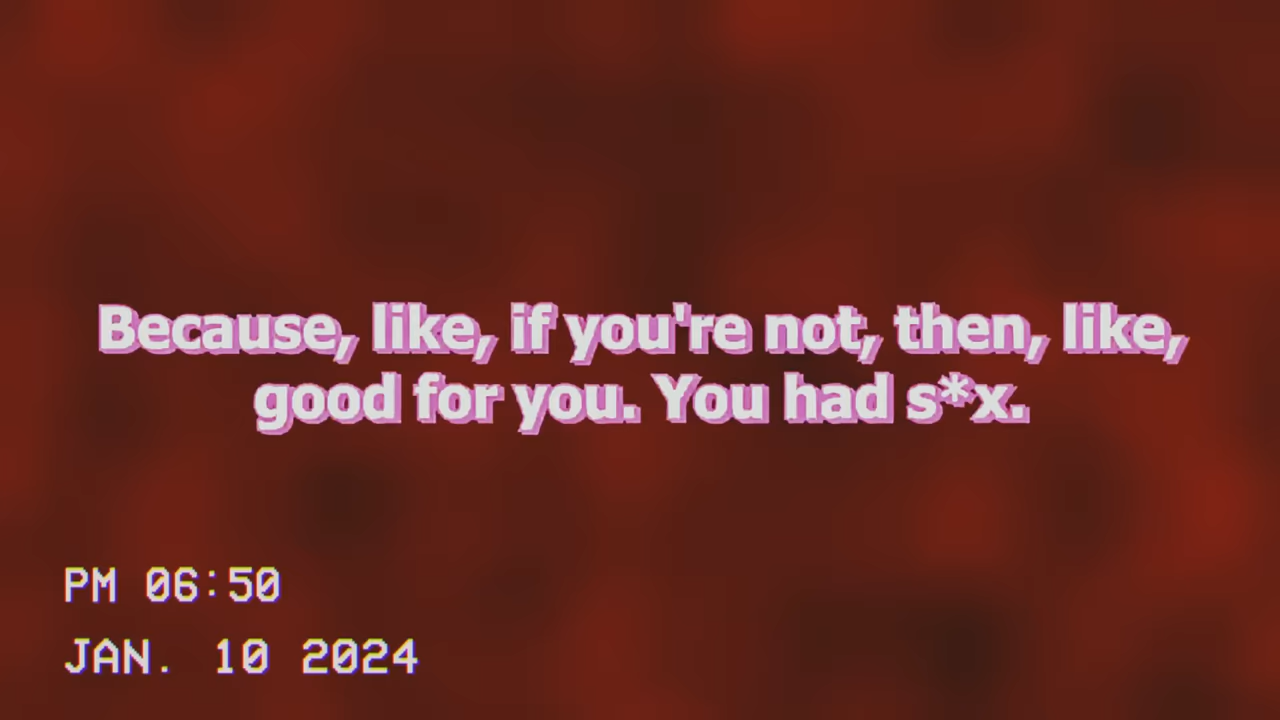 Because, like, if you're not, then, like,
good for you. You had s*x.
PM 06:50
JAN. 10 2024